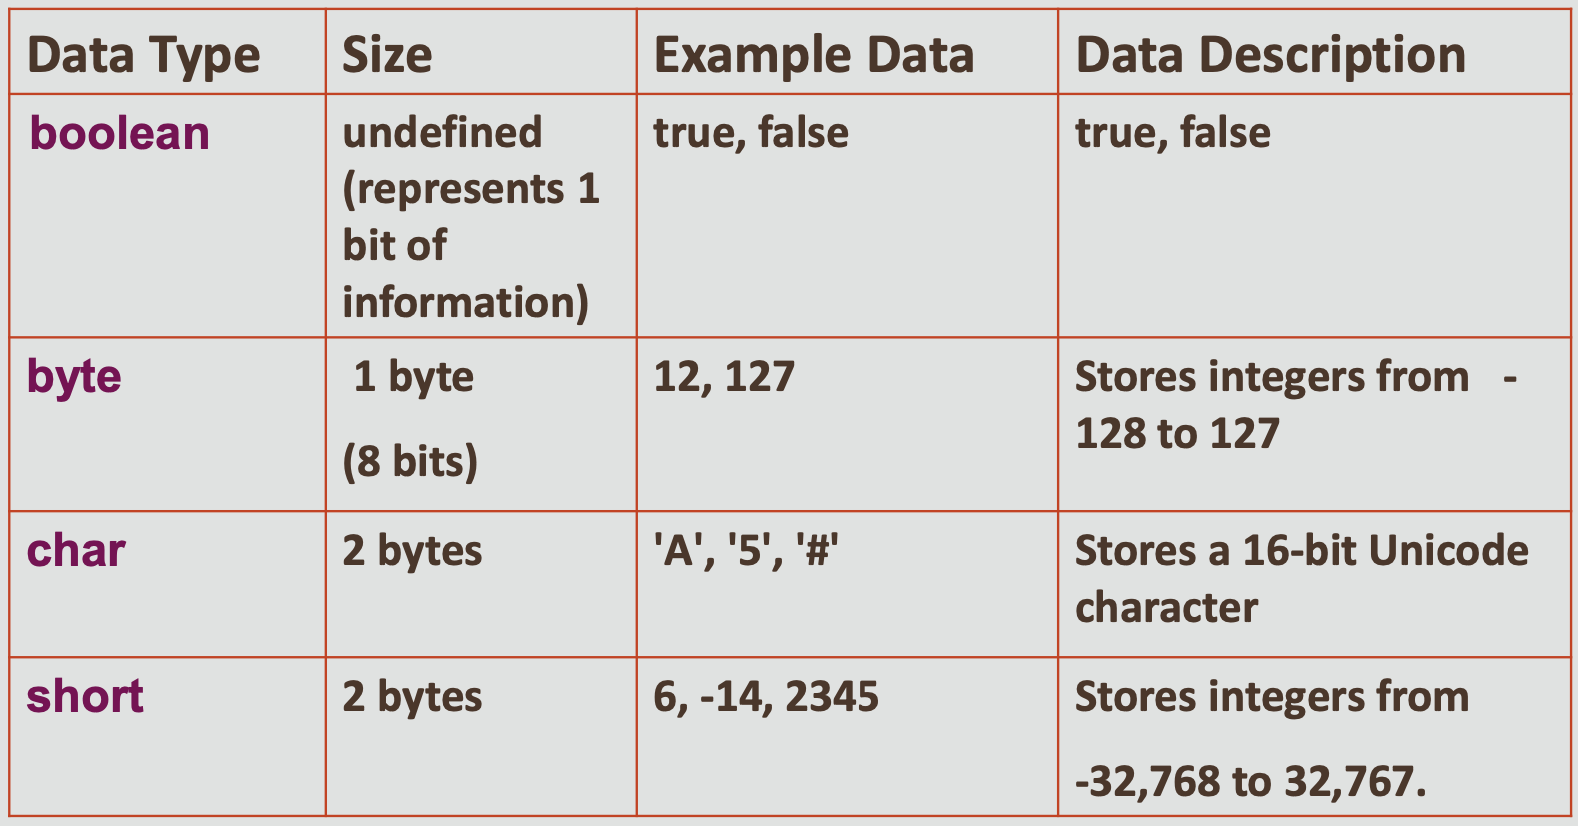 Data Type
Size
Example Data
Data Description
boolean
undefined
(represents 1
bit of
information)
true, false
true, false
byte
1 byte
(8 bits)
12, 127
Stores integers from -
128 to 127
char
2 bytes
'A', '5', '#'
Stores a 16-bit Unicode
character
short
2 bytes
6, -14, 2345
Stores integers from
-32,768 to 32,767.